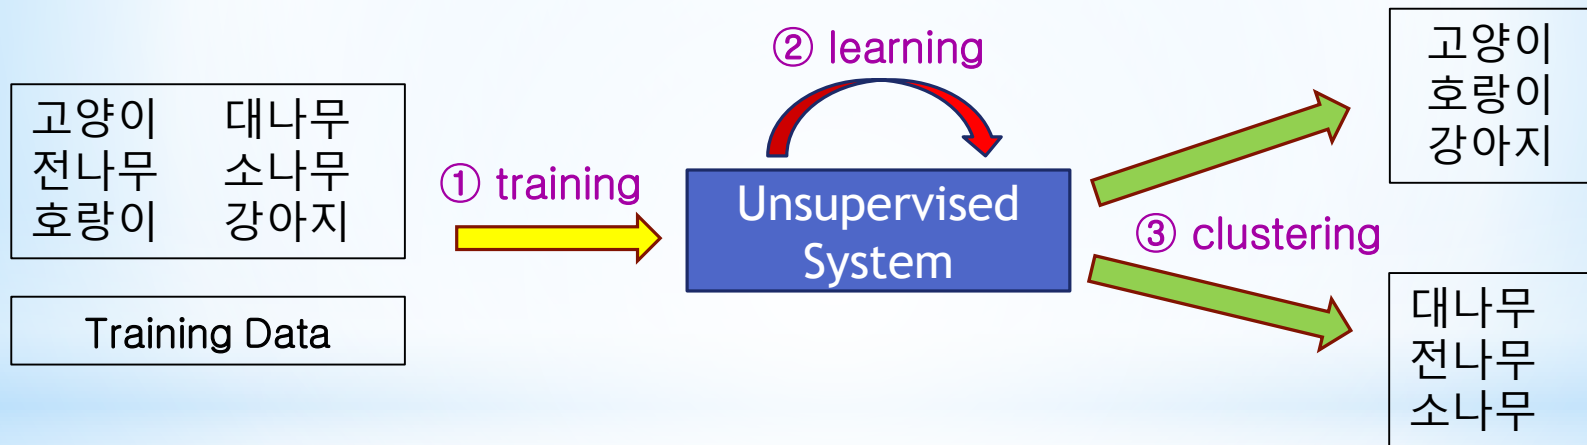 고양이 대나무
전나무 소나무
호랑이 강아지
Training Data
① training
② learning
Unsupervised
System
③ clustering
고양이
호랑이
강아지
대나무
전나무
소나무